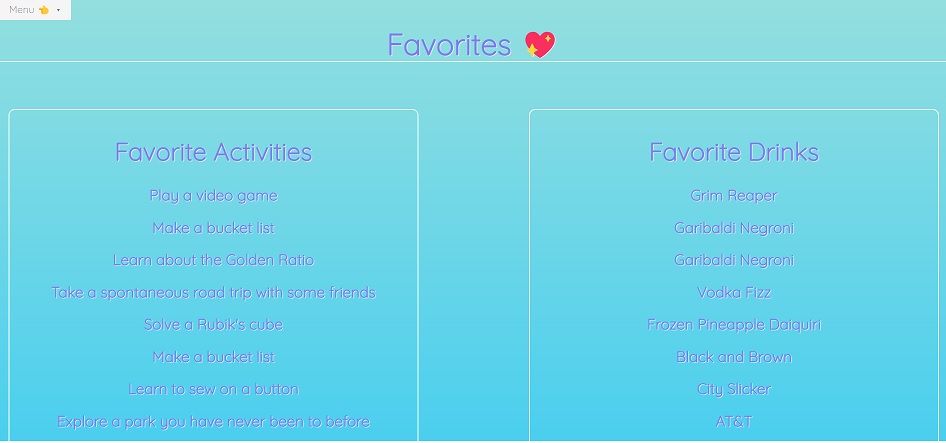 Menu 👈 ▾
Favorites 💖
Favorite Activities
Play a video game
Make a bucket list
Learn about the Golden Ratio
Take a spontaneous road trip with some friends
Solve a Rubik's cube
Make a bucket list
Learn to sew on a button
Explore a park you have never been to before
Favorite Drinks
Grim Reaper
Garibaldi Negroni
Garibaldi Negroni
Vodka Fizz
Frozen Pineapple Daiquiri
Black and Brown
City Slicker
AT&T